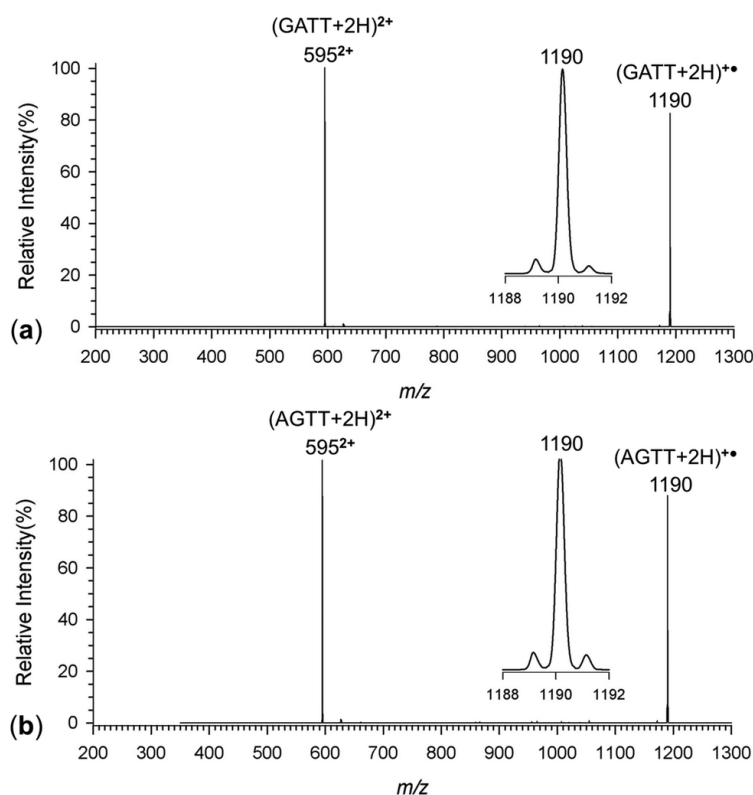 (GATT+2H)²⁺
595²⁺
1190
(GATT+2H)⁺•
1190
100
80
60
40
20
0
Relative Intensity(%)
1188 1190 1192
(a)
200 300 400 500 600 700 800 900 1000 1100 1200 1300
m/z
(AGTT+2H)²⁺
595²⁺
1190
(AGTT+2H)⁺•
1190
100
80
60
40
20
0
Relative Intensity(%)
1188 1190 1192
(b)
200 300 400 500 600 700 800 900 1000 1100 1200 1300
m/z